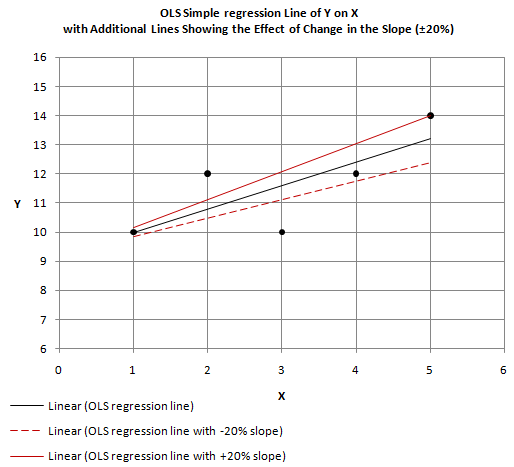 OLS Simple regression Line of Y on X
with Additional Lines Showing the Effect of Change in the Slope (±20%)
16
15
14
13
12
11
Y
10
9
8
7
6
0 1 2 3 4 5 6
X
Linear (OLS regression line)
Linear (OLS regression line with -20% slope)
Linear (OLS regression line with +20% slope)